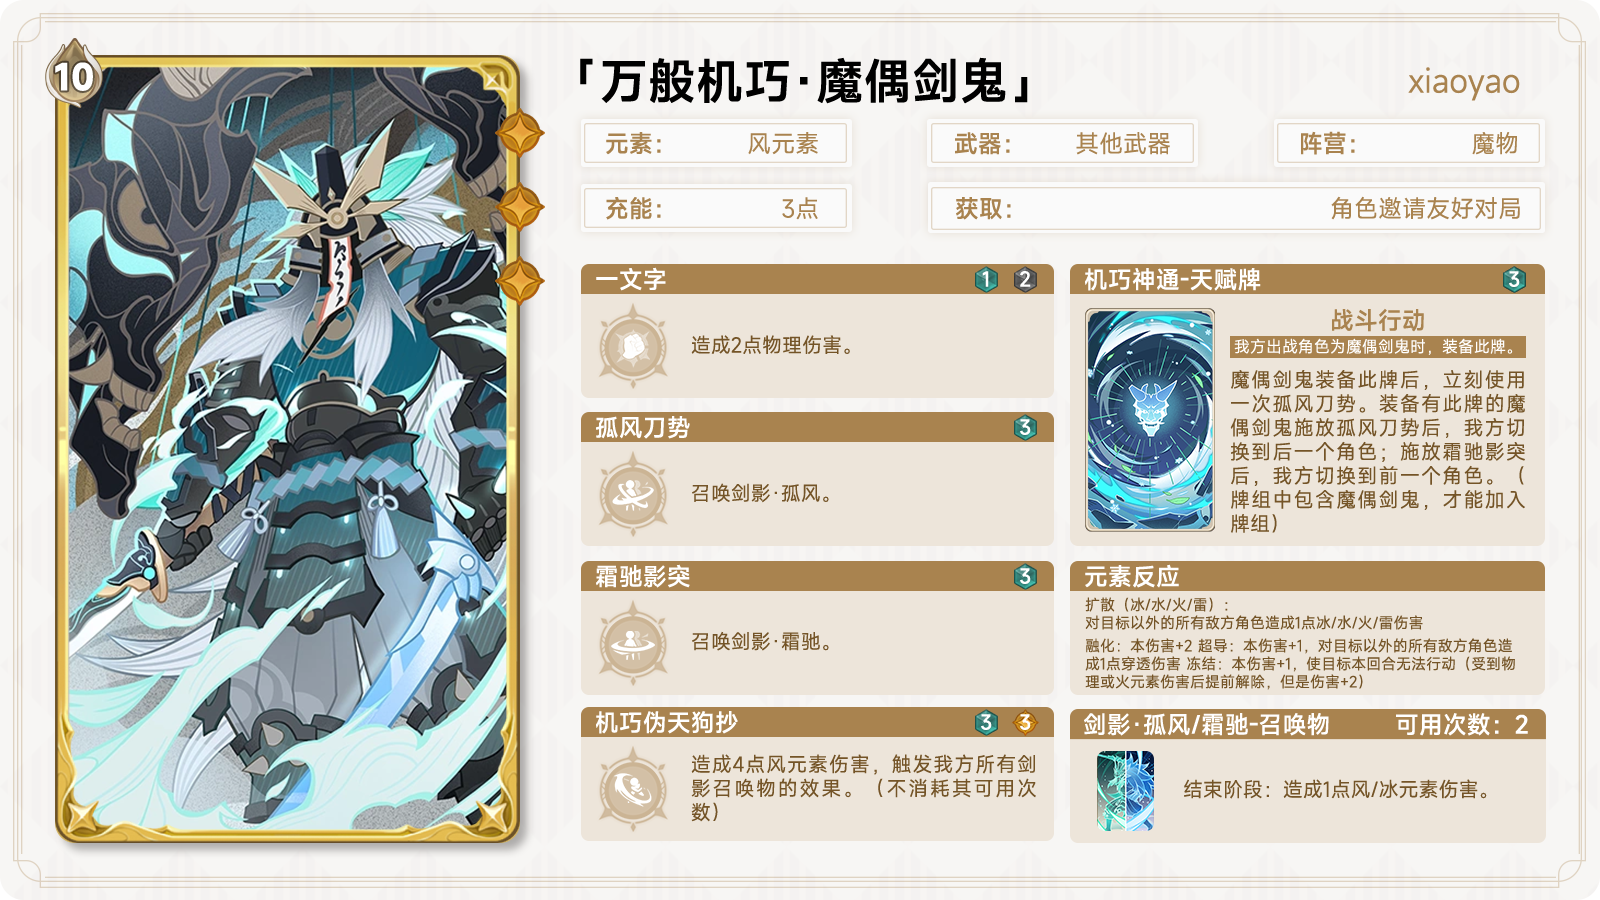 10
「万般机巧·魔偶剑鬼」
xiaoyao
元素：
风元素
武器：
其他武器
阵营：
魔物
充能：
3点
获取：
角色邀请友好对局
一文字
1
2
造成2点物理伤害。
孤风刀势
3
召唤剑影·孤风。
霜驰影突
3
召唤剑影·霜驰。
机巧伪天狗抄
3
3
造成4点风元素伤害，触发我方所有剑
影召唤物的效果。（不消耗其可用次
数）
机巧神通-天赋牌
3
战斗行动
我方出战角色为魔偶剑鬼时，装备此牌。
魔偶剑鬼装备此牌后，立刻使用
一次孤风刀势。装备有此牌的魔
偶剑鬼施放孤风刀势后，我方切
换到后一个角色；施放霜驰影突
后，我方切换到前一个角色。（
牌组中包含魔偶剑鬼，才能加入
牌组）
元素反应
扩散（冰/水/火/雷）：
对目标以外的所有敌方角色造成1点冰/水/火/雷伤害
融化：本伤害+2 超导：本伤害+1，对目标以外的所有敌方角色造
成1点穿透伤害 冻结：本伤害+1，使目标本回合无法行动（受到物
理或火元素伤害后提前解除，但是伤害+2）
剑影·孤风/霜驰-召唤物
可用次数：2
结束阶段：造成1点风/冰元素伤害。